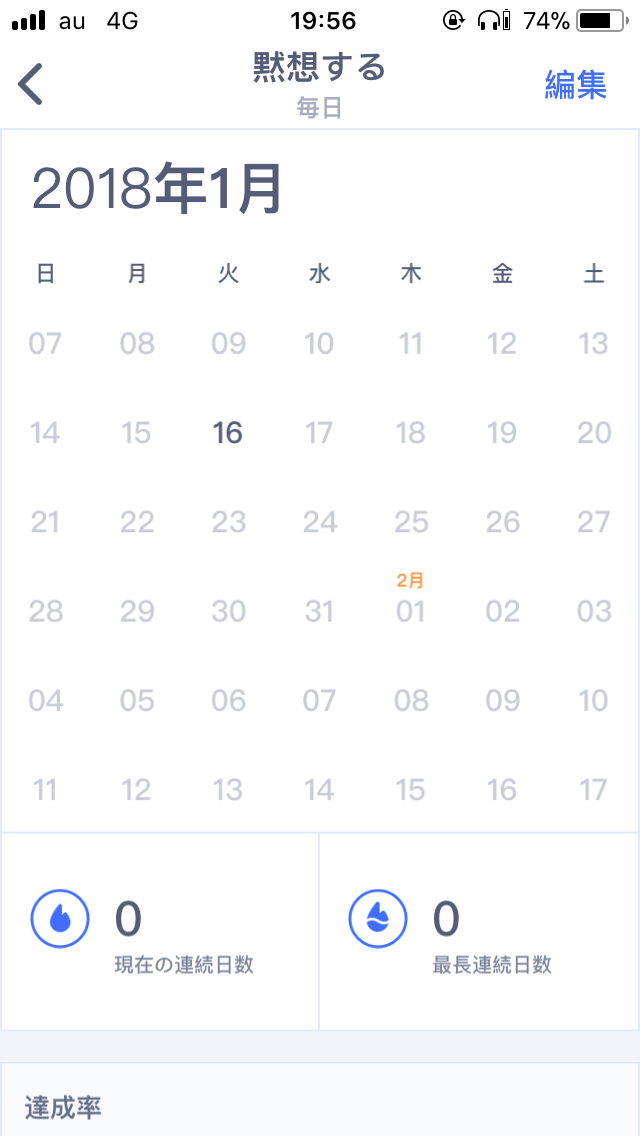 au 4G 19:56 74%
黙想する
毎日
編集
2018年1月
日 月 火 水 木 金 土
07 08 09 10 11 12 13
14 15 16 17 18 19 20
21 22 23 24 25 26 27
2月
28 29 30 31 01 02 03
04 05 06 07 08 09 10
11 12 13 14 15 16 17
0
現在の連続日数
0
最長連続日数
達成率